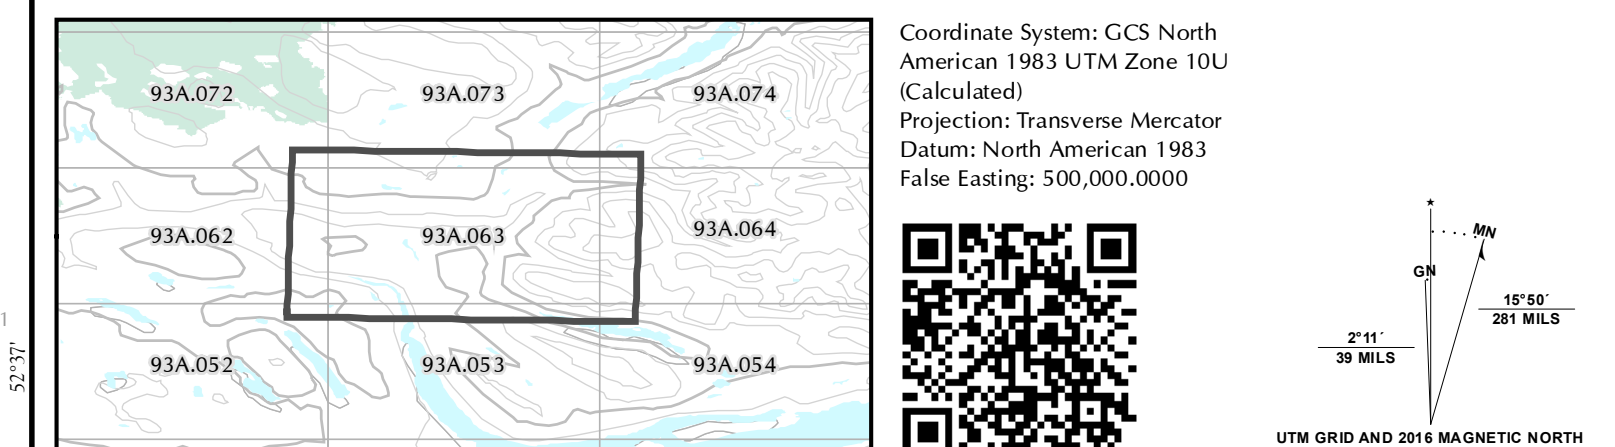 93A.072
93A.073
93A.074
93A.062
93A.063
93A.064
93A.052
93A.053
93A.054
1
52°37'
Coordinate System: GCS North
American 1983 UTM Zone 10U
(Calculated)
Projection: Transverse Mercator
Datum: North American 1983
False Easting: 500,000.0000
MN
GN
15°50´
281 MILS
2°11´
39 MILS
UTM GRID AND 2016 MAGNETIC NORTH